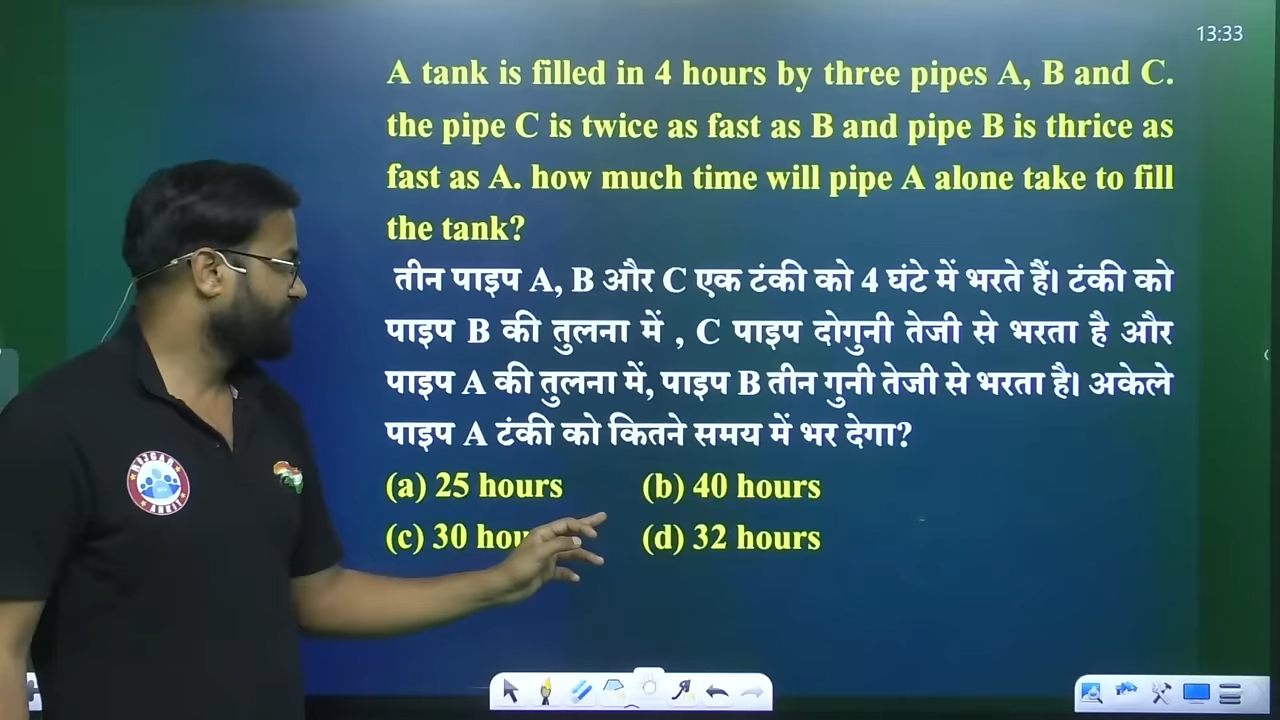 13:33
A tank is filled in 4 hours by three pipes A, B and C.
the pipe C is twice as fast as B and pipe B is thrice as
fast as A. how much time will pipe A alone take to fill
the tank?
तीन पाइप A, B और C एक टंकी को 4 घंटे में भरते हैं। टंकी को
पाइप B की तुलना में , C पाइप दोगुनी तेजी से भरता है और
पाइप A की तुलना में, पाइप B तीन गुनी तेजी से भरता है। अकेले
पाइप A टंकी को कितने समय में भर देगा?
(a) 25 hours (b) 40 hours
(c) 30 hou (d) 32 hours
ANKIT